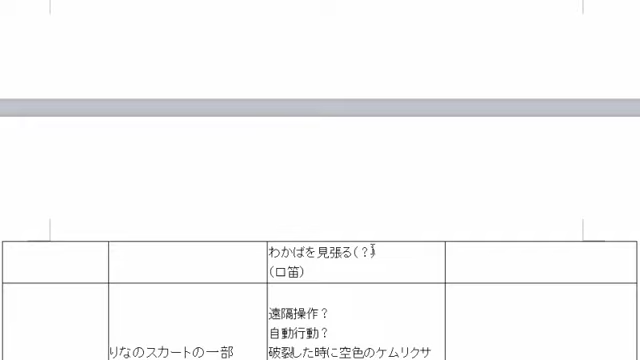 わかばを見張る(？)
(口笛)
遠隔操作？
自動行動？
りなのスカートの一部
破裂した時に空色のケムリクサ